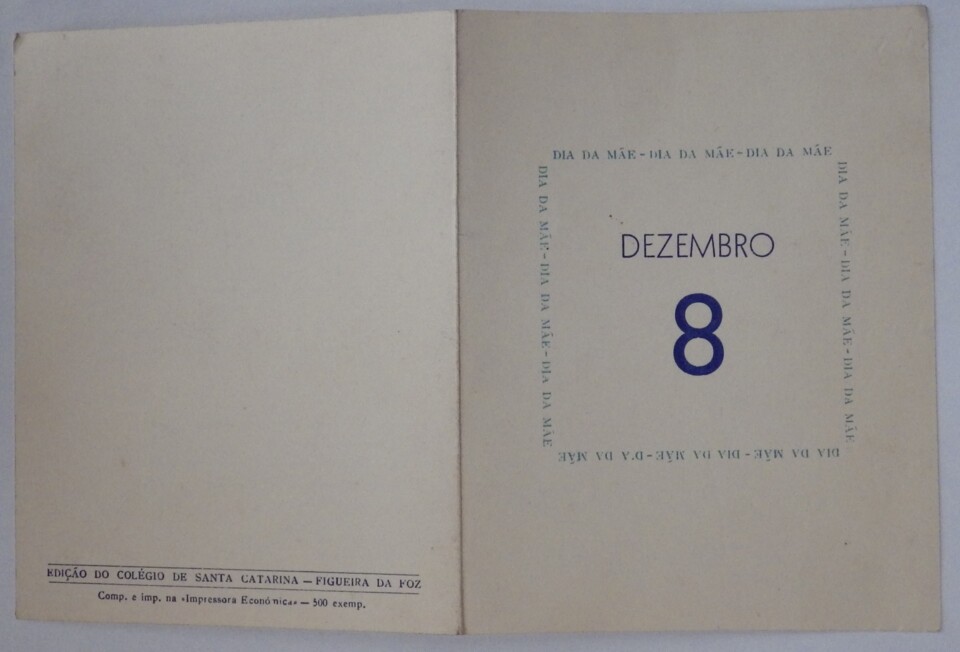 EDIÇÃO DO COLÉGIO DE SANTA CATARINA — FIGUEIRA DA FOZ
Comp. e imp. na «Impressora Económica» — 500 exemp.
DIA DA MÃE - DIA DA MÃE - DIA DA MÃE
DIA DA MÃE - DIA DA MÃE - DIA DA MÃE
DIA DA MÃE - DIA DA MÃE - D'A DA MÃE
DIA DA MÃE - DIA DA MÃE - DIA DA MÃE
DEZEMBRO
8